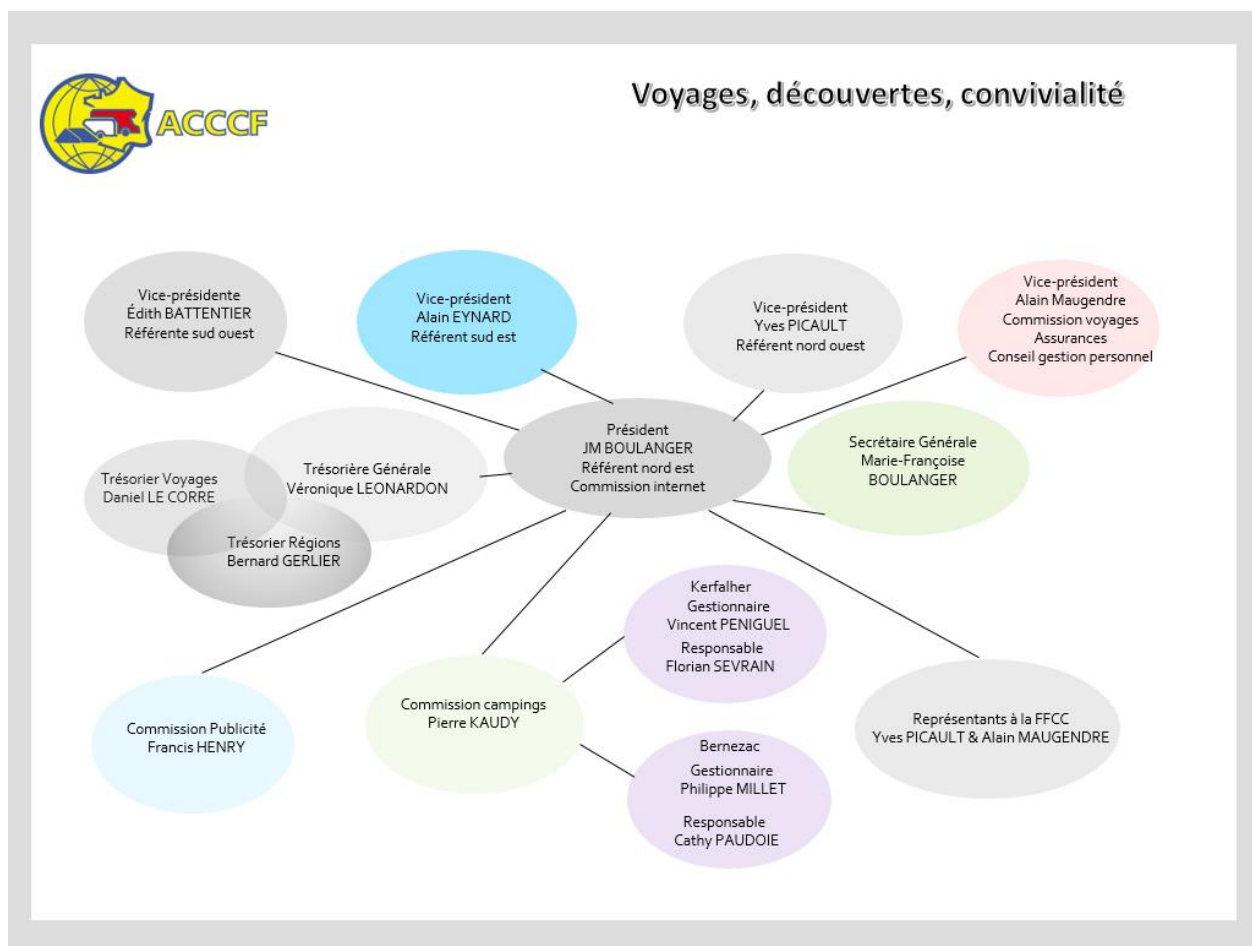 ACCCF
Voyages, découvertes, convivialité
Vice-présidente
Édith BATTENTIER
Référente sud ouest
Vice-président
Alain EYNARD
Référent sud est
Vice-président
Yves PICAULT
Référent nord ouest
Vice-président
Alain Maugendre
Commission voyages
Assurances
Conseil gestion personnel
Président
JM BOULANGER
Référent nord est
Commission internet
Secrétaire Générale
Marie-Françoise
BOULANGER
Trésorière Générale
Véronique LEONARDON
Trésorier Voyages
Daniel LE CORRE
Trésorier Régions
Bernard GERLIER
Kerfalher
Gestionnaire
Vincent PENIGUEL
Responsable
Florian SEVRAIN
Commission Publicité
Francis HENRY
Commission campings
Pierre KAUDY
Représentants à la FFCC
Yves PICAULT & Alain MAUGENDRE
Bernezac
Gestionnaire
Philippe MILLET
Responsable
Cathy PAUDOIE